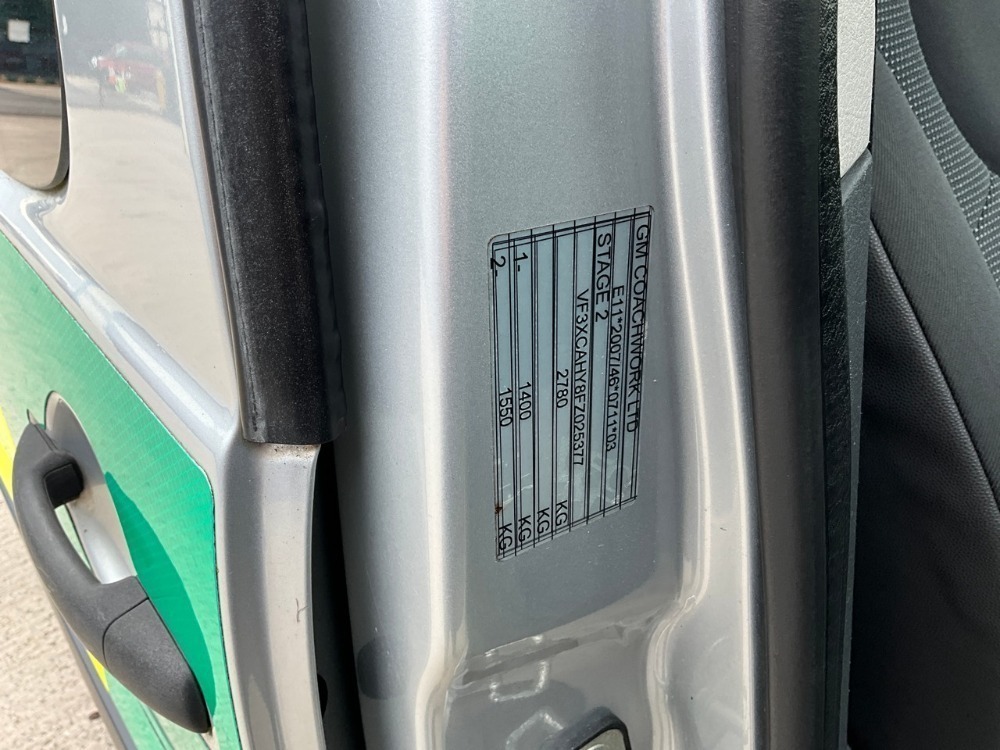 GM COACHWORK LTD
E11*2007/46*0711*03
STAGE 2
VF3XCAHY8FZ025377
2780 KG
KG
1- 1400 KG
2- 1550 KG